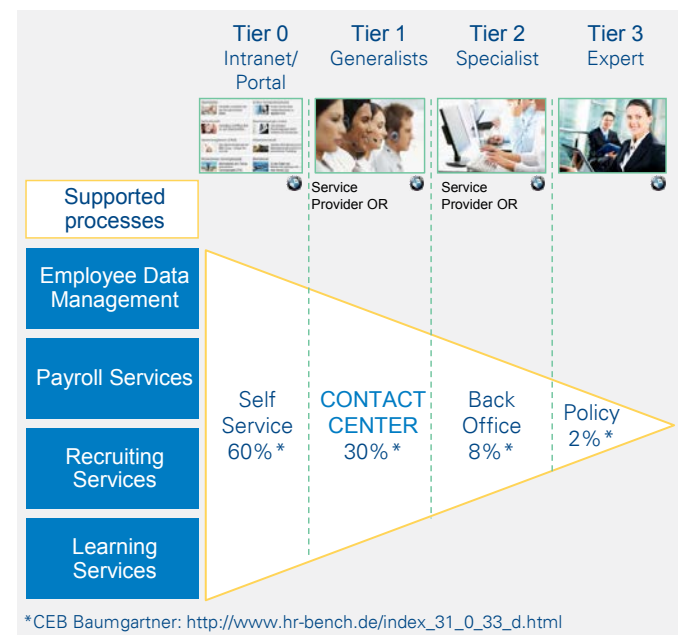 Tier 0
Intranet/
Portal
Tier 1
Generalists
Tier 2
Specialist
Tier 3
Expert
Service
Provider OR
Service
Provider OR
Supported
processes
Employee Data
Management
Payroll Services
Recruiting
Services
Learning
Services
Self
Service
60%*
CONTACT
CENTER
30%*
Back
Office
8%*
Policy
2%*
*CEB Baumgartner: http://www.hr-bench.de/index_31_0_33_d.html